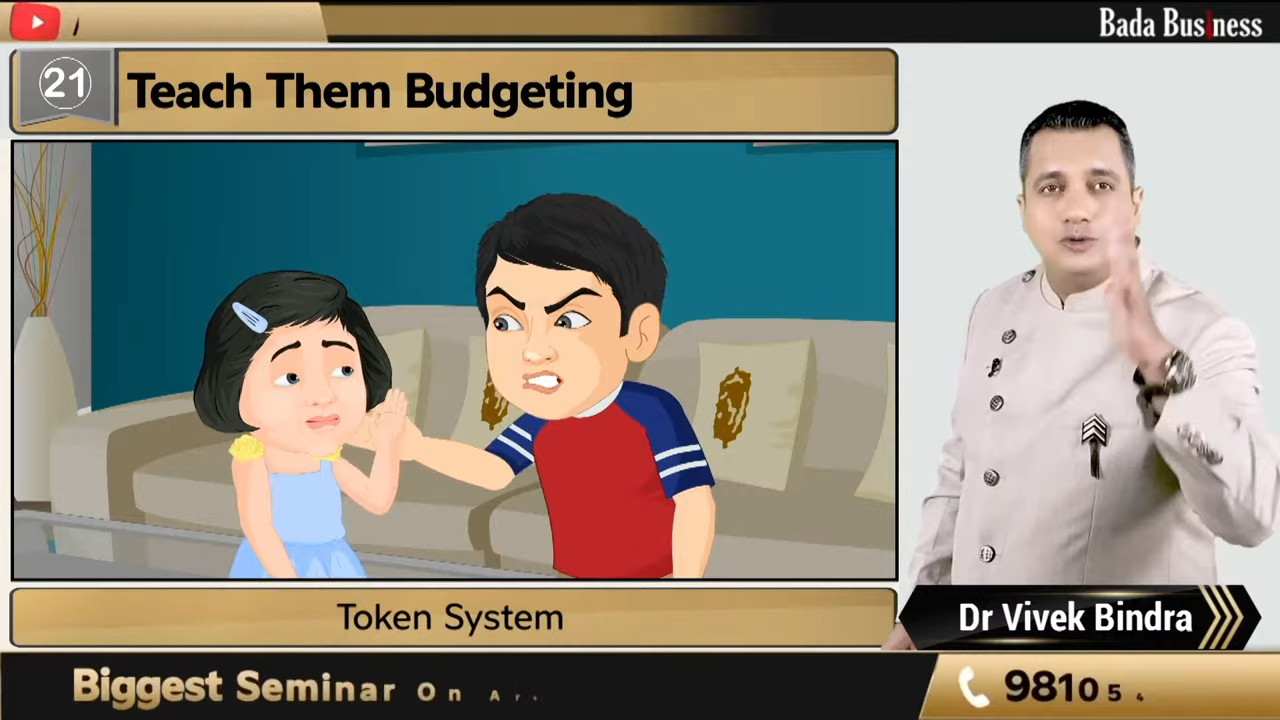 Bada Business
21
Teach Them Budgeting
Token System
Dr Vivek Bindra
Biggest Seminar On
98105